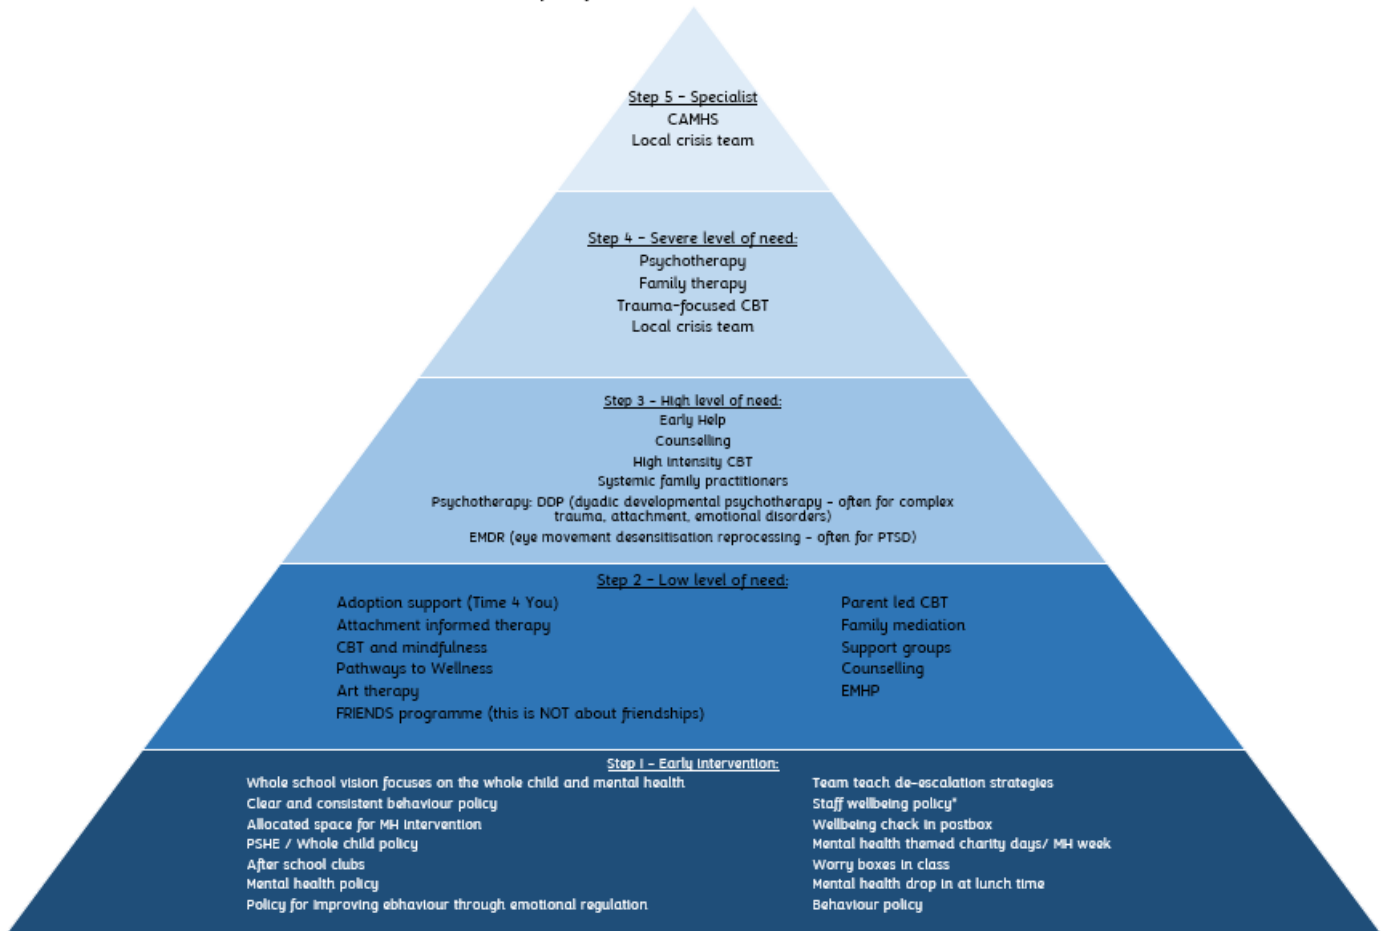 Step 5 - Specialist
CAMHS
Local crisis team
Step 4 - Severe level of need:
Psychotherapy
Family therapy
Trauma-focused CBT
Local crisis team
Step 3 - High level of need:
Early Help
Counselling
High intensity CBT
Systemic family practitioners
Psychotherapy: DDP (dyadic developmental psychotherapy - often for complex
trauma, attachment, emotional disorders)
EMDR (eye movement desensitisation reprocessing - often for PTSD)
Step 2 - Low level of need:
Adoption support (Time 4 You)
Attachment informed therapy
CBT and mindfulness
Pathways to Wellness
Art therapy
FRIENDS programme (this is NOT about friendships)
Parent led CBT
Family mediation
Support groups
Counselling
EMHP
Step 1 - Early intervention:
Whole school vision focuses on the whole child and mental health
Clear and consistent behaviour policy
Allocated space for MH intervention
PSHE / Whole child policy
After school clubs
Mental health policy
Policy for improving ebhaviour through emotional regulation
Team teach de-escalation strategies
Staff wellbeing policy*
Wellbeing check in postbox
Mental health themed charity days/ MH week
Worry boxes in class
Mental health drop in at lunch time
Behaviour policy